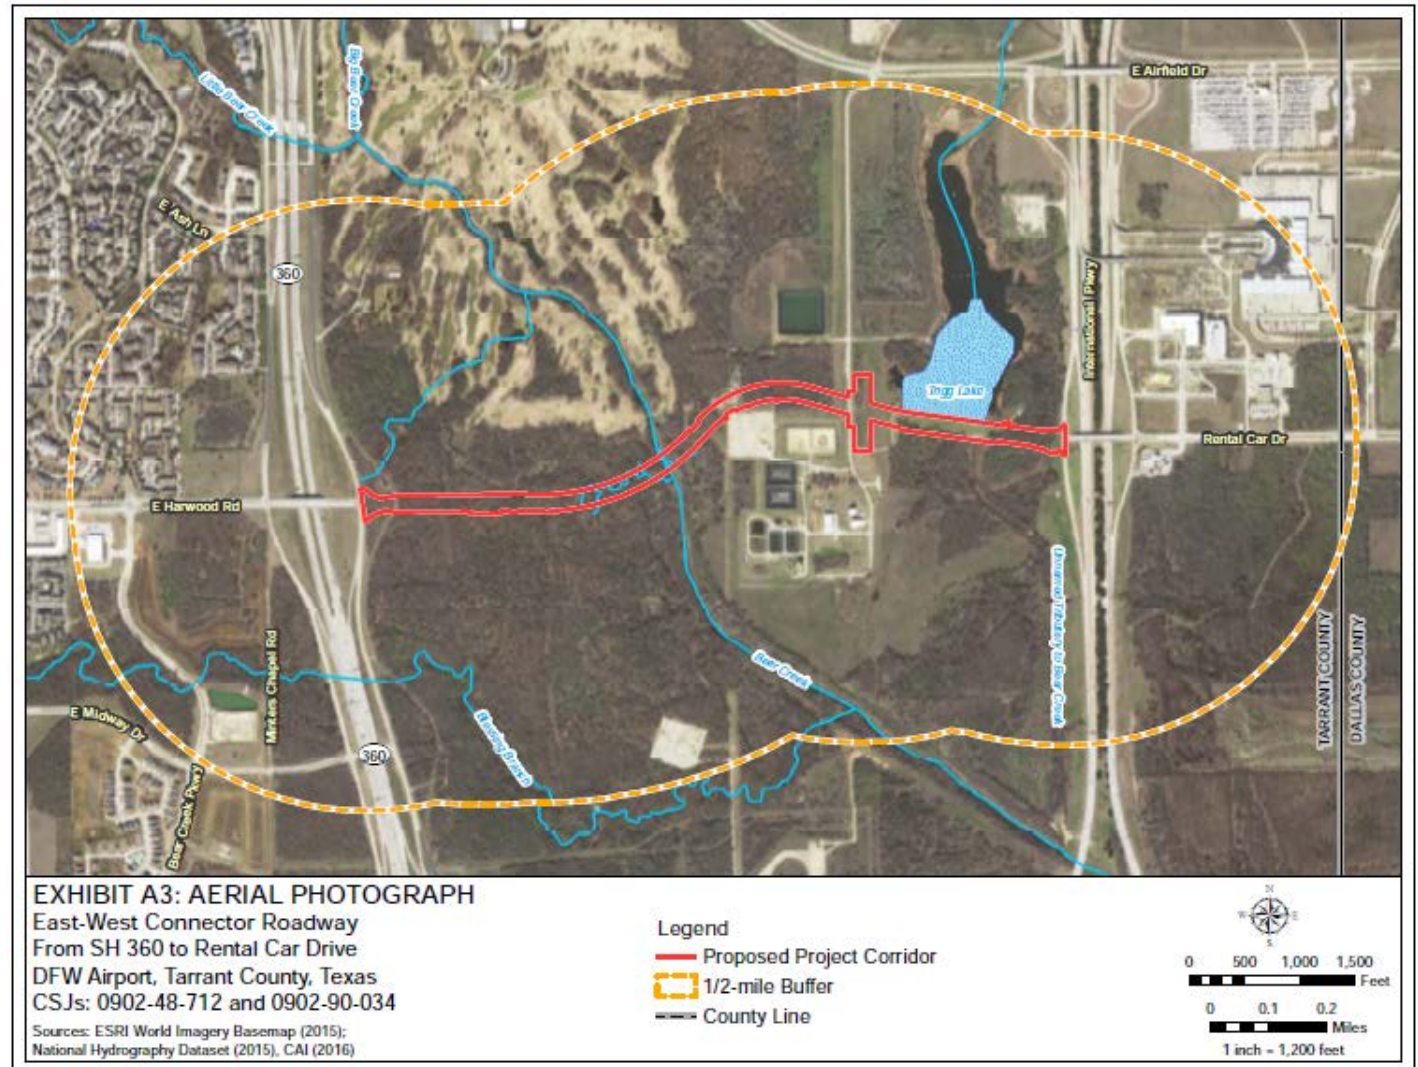 E Airfield Dr
Little Bear Creek
Big Bear Creek
E Ash Ln
360
International Pkwy
Trigg Lake
Rental Car Dr
E Harwood Rd
Unnamed Tributary to Bear Creek
Minters Chapel Rd
Bear Creek
TARRANT COUNTY
DALLAS COUNTY
E Midway Dr
Blessing Branch
360
Bear Creek Pkwy
EXHIBIT A3: AERIAL PHOTOGRAPH
East-West Connector Roadway
From SH 360 to Rental Car Drive
DFW Airport, Tarrant County, Texas
CSJs: 0902-48-712 and 0902-90-034
Sources: ESRI World Imagery Basemap (2015);
National Hydrography Dataset (2015), CAI (2016)
Legend
Proposed Project Corridor
1/2-mile Buffer
County Line
N
W E
S
0 500 1,000 1,500
Feet
0 0.1 0.2
Miles
1 inch = 1,200 feet